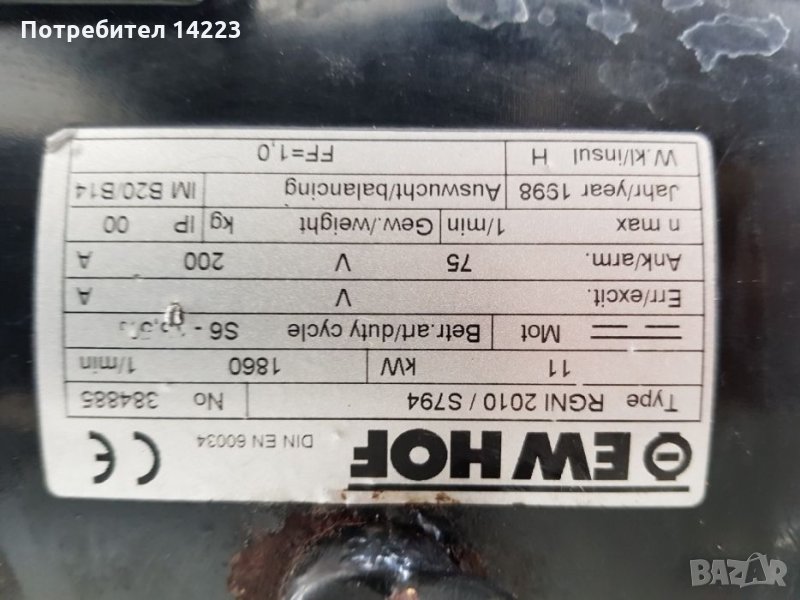 Потребител 14223
EW HOF
DIN EN 60034
CE
Type RGNI 2010 / S794 No 384885
11 kW 1860 1/min
Mot Betr.art/duty cycle S6 -
Err/excit. V A
Ank/arm. 75 V 200 A
n max 1/min Gew./weight kg IP 00
Jahr/year 1998 Auswucht/balancing IM B20/B14
W.kl/insul H FF=1,0
BAZAR